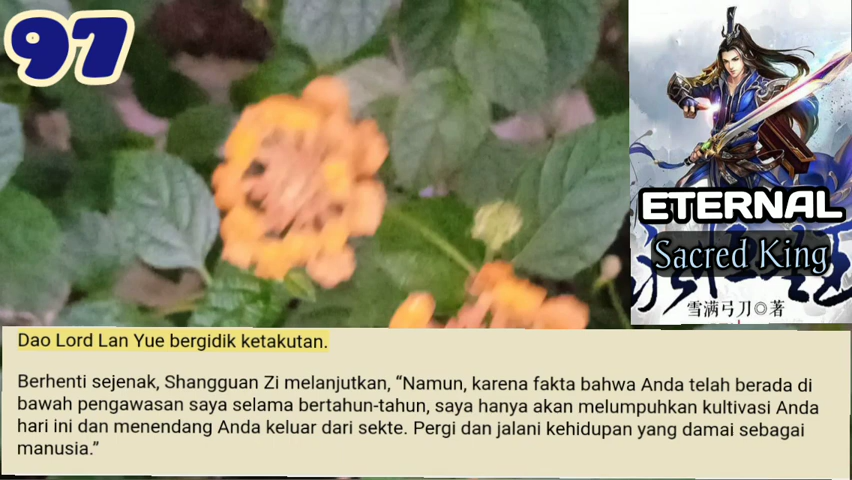 97
ETERNAL
Sacred King
雪满弓刀◎著
Dao Lord Lan Yue bergidik ketakutan.
Berhenti sejenak, Shangguan Zi melanjutkan, “Namun, karena fakta bahwa Anda telah berada di
bawah pengawasan saya selama bertahun-tahun, saya hanya akan melumpuhkan kultivasi Anda
hari ini dan menendang Anda keluar dari sekte. Pergi dan jalani kehidupan yang damai sebagai
manusia.”